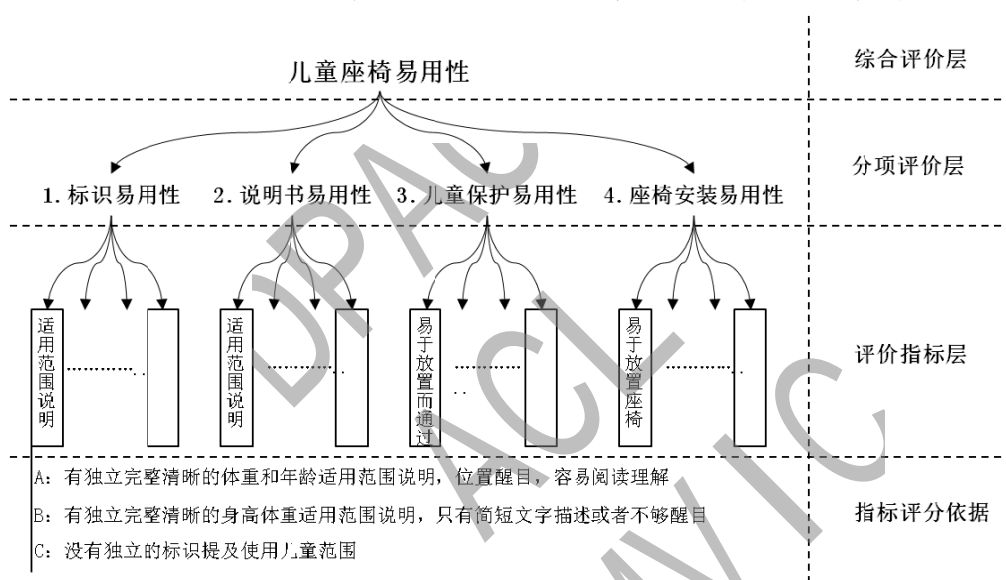 儿童座椅易用性
综合评价层
分项评价层
1.标识易用性
2.说明书易用性
3.儿童保护易用性
4.座椅安装易用性
适用范围说明
…………..
适用范围说明
…………..
易于放置而通过
…………..
易于放置座椅
…………..
评价指标层
A：有独立完整清晰的体重和年龄适用范围说明，位置醒目，容易阅读理解
B：有独立完整清晰的身高体重适用范围说明，只有简短文字描述或者不够醒目
C：没有独立的标识提及使用儿童范围
指标评分依据
DPAC
ACL
MVIC